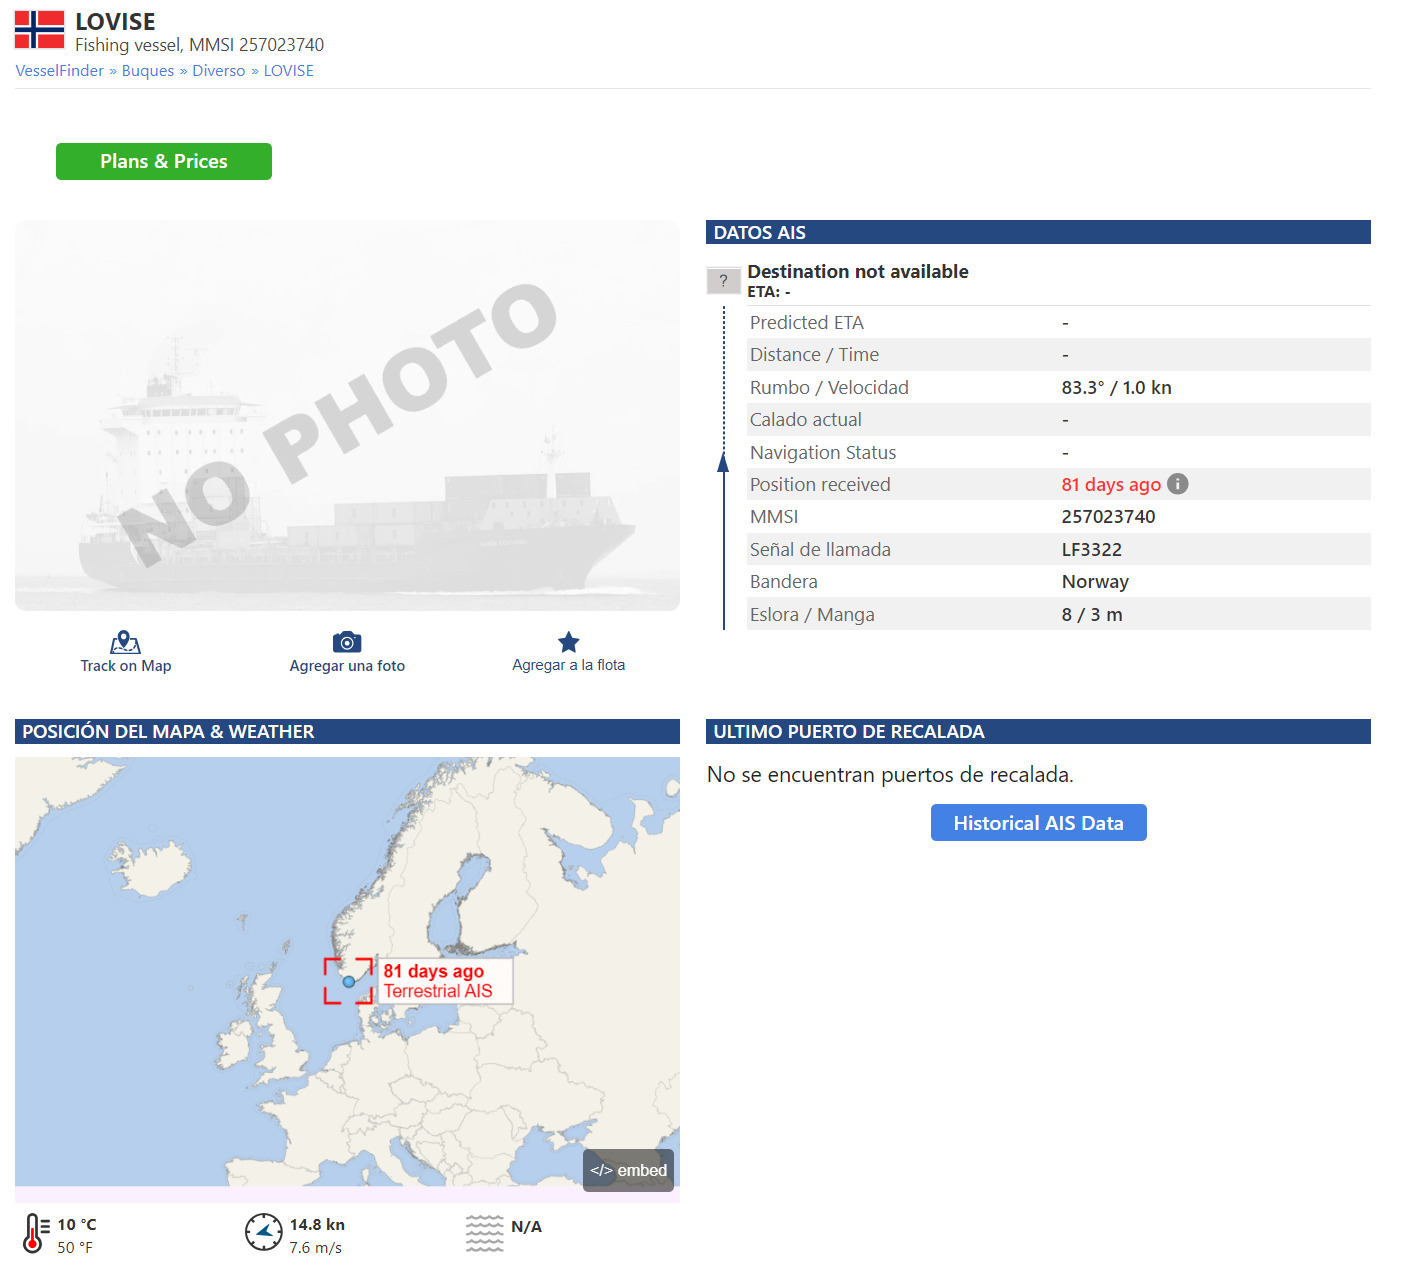 LOVISE
Fishing vessel, MMSI 257023740
VesselFinder » Buques » Diverso » LOVISE
Plans & Prices
NO PHOTO
Track on Map
Agregar una foto
Agregar a la flota
DATOS AIS
?
Destination not available
ETA: -
Predicted ETA -
Distance / Time -
Rumbo / Velocidad 83.3° / 1.0 kn
Calado actual -
Navigation Status -
Position received 81 days ago i
MMSI 257023740
Señal de llamada LF3322
Bandera Norway
Eslora / Manga 8 / 3 m
POSICIÓN DEL MAPA & WEATHER
81 days ago
Terrestrial AIS
</> embed
10 °C
50 °F
14.8 kn
7.6 m/s
N/A
ULTIMO PUERTO DE RECALADA
No se encuentran puertos de recalada.
Historical AIS Data